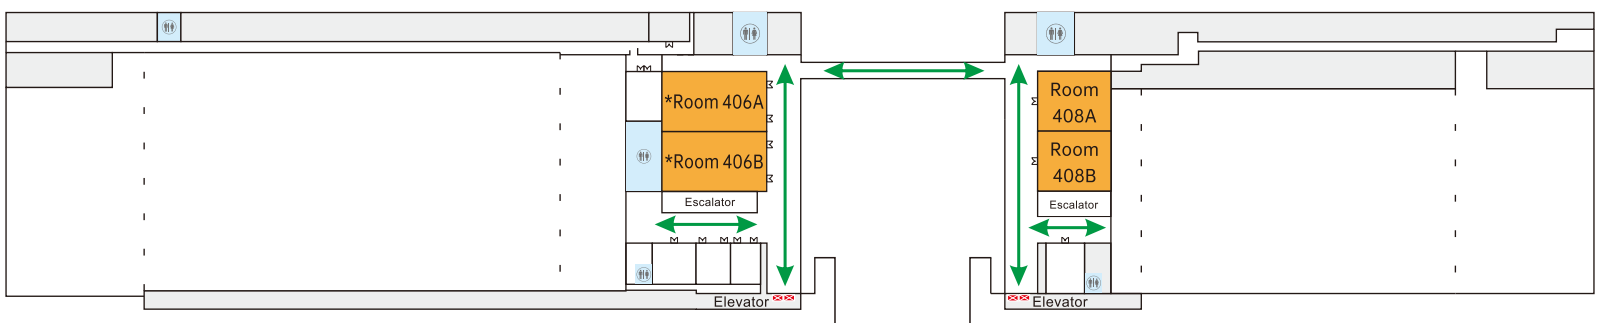 *Room 406A
*Room 406B
Escalator
Elevator
Room
408A
Room
408B
Escalator
Elevator